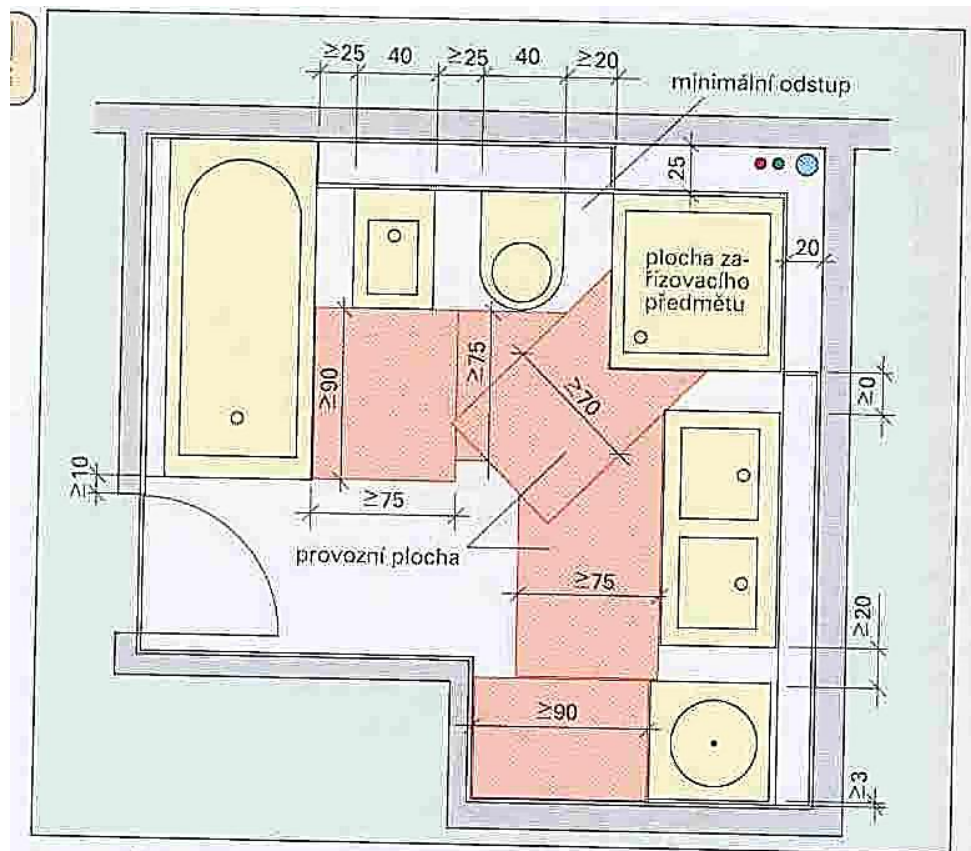 ≥25 40 ≥25 40 ≥20
minimální odstup
25
20
plocha za-
řizovacího
předmětu
≥90
≥75
≥70
≥0
≥10
≥75
provozní plocha
≥75
≥20
≥90
≥3